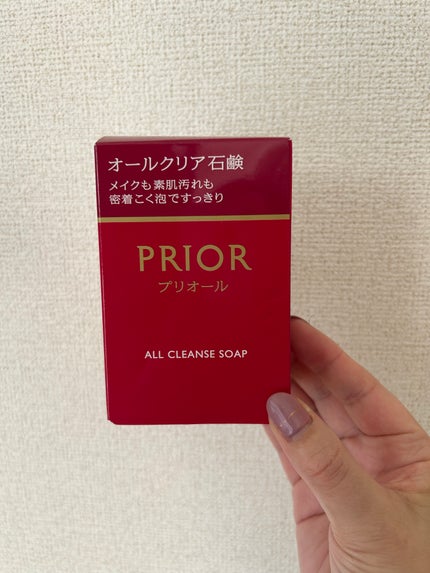 オールクリア石鹸
メイクも素肌汚れも
密着こく泡ですっきり
PRIOR
プリオール
ALL CLEANSE SOAP